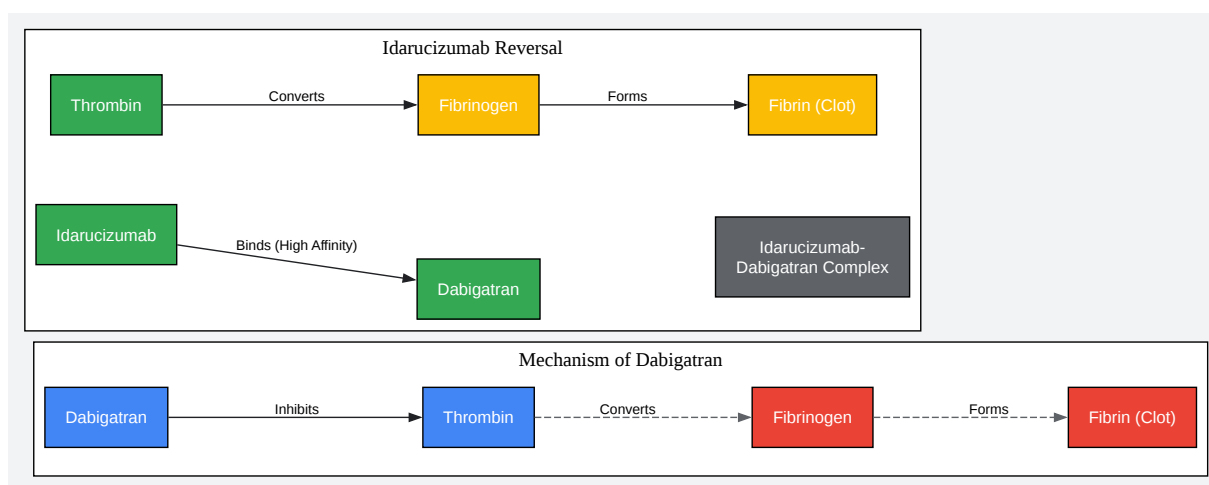 Idarucizumab Reversal
Thrombin
Converts
Fibrinogen
Forms
Fibrin (Clot)
Idarucizumab
Binds (High Affinity)
Dabigatran
Idarucizumab-
Dabigatran Complex
Mechanism of Dabigatran
Dabigatran
Inhibits
Thrombin
Converts
Fibrinogen
Forms
Fibrin (Clot)